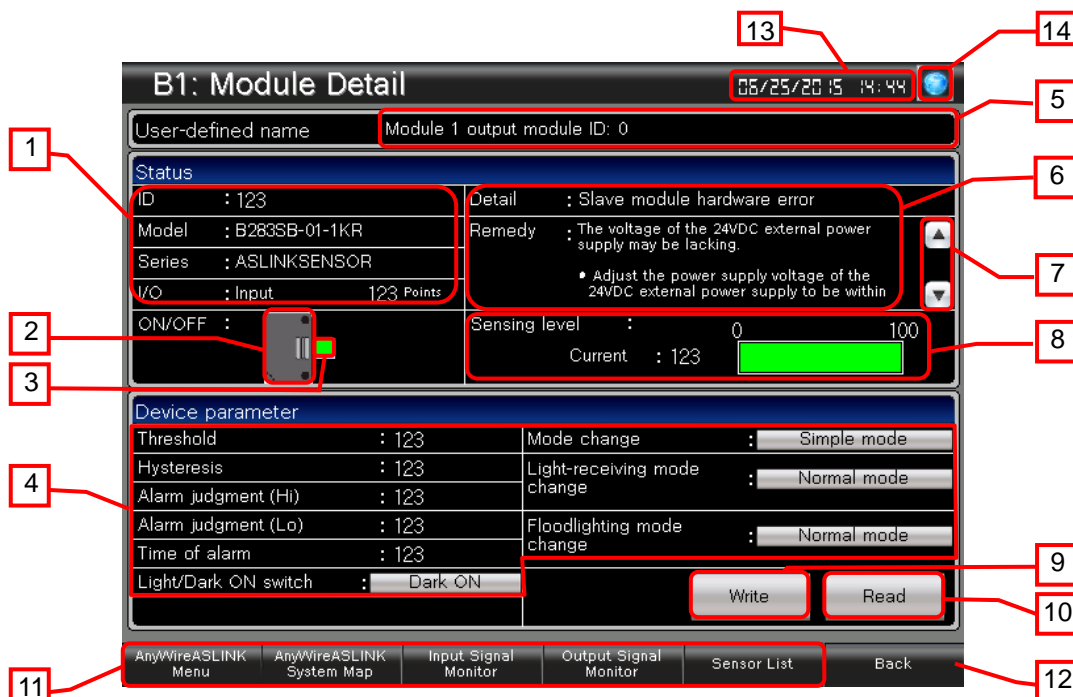 13
14
B1: Module Detail
06/25/2015 14:44
5
User-defined name Module 1 output module ID: 0
1
Status
6
ID : 123
Detail : Slave module hardware error
Model : B283SB-01-1KR
Remedy : The voltage of the 24VDC external power
supply may be lacking.
Series : ASLINKSENSOR
• Adjust the power supply voltage of the
24VDC external power supply to be within
7
I/O : Input 123 Points
2
ON/OFF :
Sensing level :
0 100
8
Current : 123
3
Device parameter
Threshold : 123
Mode change : Simple mode
4
Hysteresis : 123
Light-receiving mode
change : Normal mode
Alarm judgment (Hi) : 123
Alarm judgment (Lo) : 123
Floodlighting mode
change : Normal mode
Time of alarm : 123
9
Light/Dark ON switch : Dark ON
Write
Read
10
AnyWireASLINK
Menu
AnyWireASLINK
System Map
Input Signal
Monitor
Output Signal
Monitor
Sensor List
Back
11
12